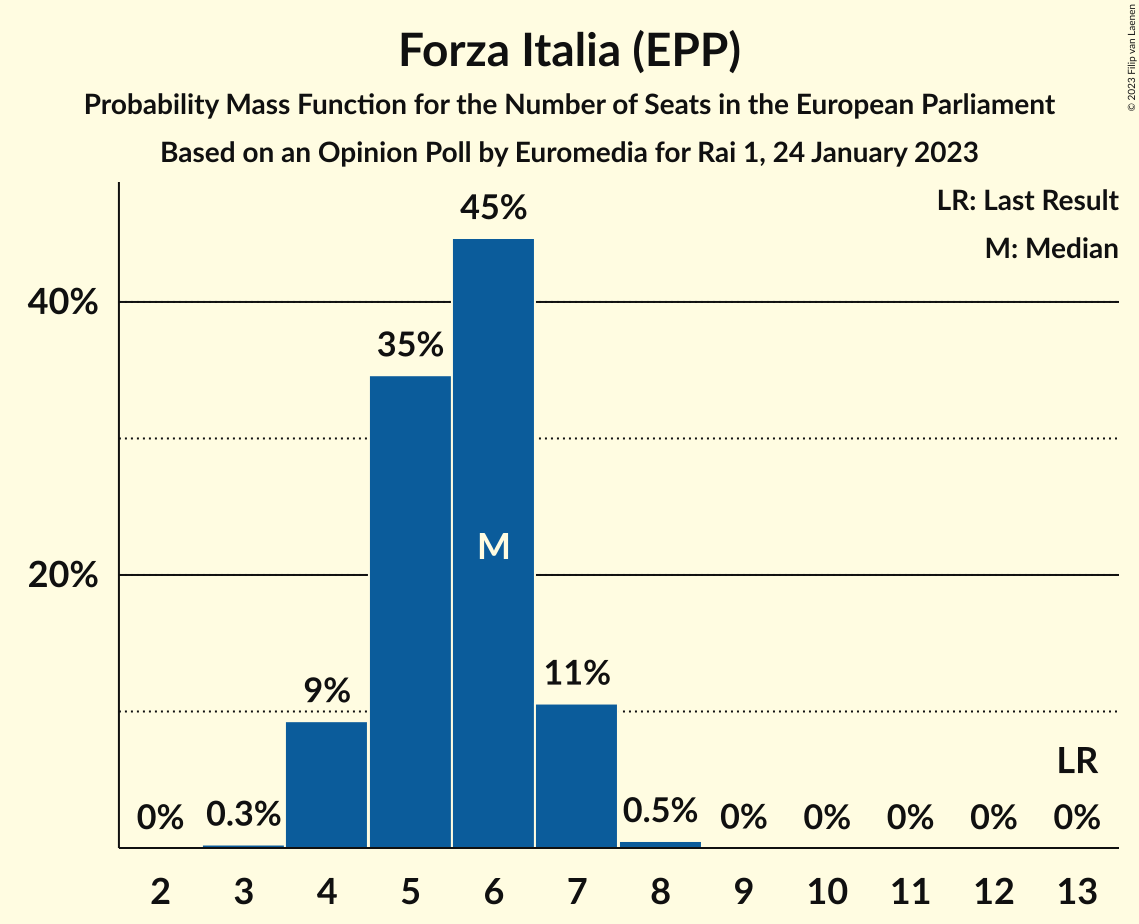 Forza Italia (EPP)
Probability Mass Function for the Number of Seats in the European Parliament
Based on an Opinion Poll by Euromedia for Rai 1, 24 January 2023
© 2023 Filip van Laenen
LR: Last Result
M: Median
45%
40%
35%
M
20%
11%
9%
LR
0% 0.3% 0.5% 0% 0% 0% 0% 0%
2 3 4 5 6 7 8 9 10 11 12 13